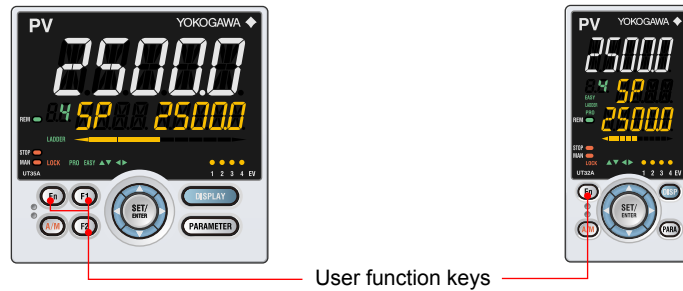 PV YOKOGAWA
2500.0
REM 4 SP 2500.0
LADDER
STOP
MAN LOCK PRO EASY
UT35A 1 2 3 4 EV
Fn F1 SET/ DISPLAY
ENTER
A/M F2 PARAMETER
PV YOKOGAWA
2500.0
4 SP
EASY
LADDER
PRO
REM 2500.0
STOP
MAN
LOCK
UT32A 1 2 3 4 EV
Fn SET/ DISP
ENTER
A/M PARA
User function keys